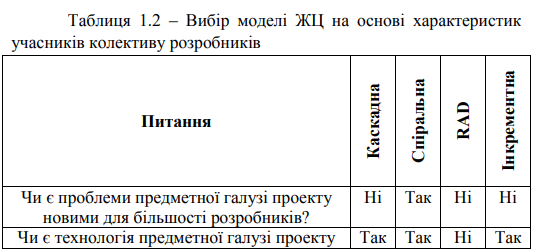 Таблиця 1.2 – Вибір моделі ЖЦ на основі характеристик
учасників колективу розробників
Питання
Каскадна
Спіральна
RAD
Інкрементна
Чи є проблеми предметної галузі проекту
новими для більшості розробників?
Ні Так Ні Ні
Чи є технологія предметної галузі проекту
Так Так Ні Так